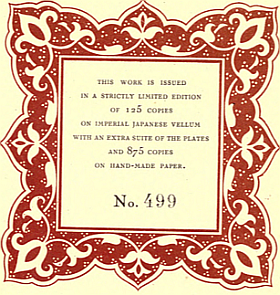 THIS WORK IS ISSUED
IN A STRICTLY LIMITED EDITION
OF 125 COPIES
ON IMPERIAL JAPANESE VELLUM
WITH AN EXTRA SUITE OF THE PLATES
AND 875 COPIES
ON HAND-MADE PAPER.
No. 499